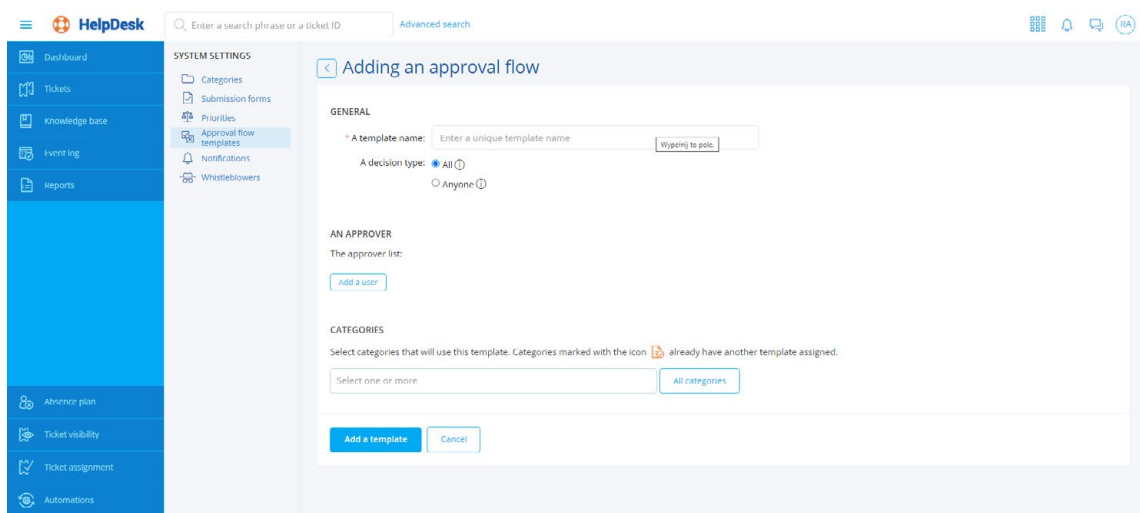 HelpDesk
Enter a search phrase or a ticket ID
Advanced search
RA
Dashboard
Tickets
Knowledge base
Event log
Reports
Absence plan
Ticket visibility
Ticket assignment
Automations
SYSTEM SETTINGS
Categories
Submission forms
Priorities
Approval flow
templates
Notifications
Whistleblowers
Adding an approval flow
GENERAL
* A template name: Enter a unique template name
Wypełnij to pole.
A decision type: All
Anyone
AN APPROVER
The approver list:
Add a user
CATEGORIES
Select categories that will use this template. Categories marked with the icon already have another template assigned.
Select one or more
All categories
Add a template
Cancel